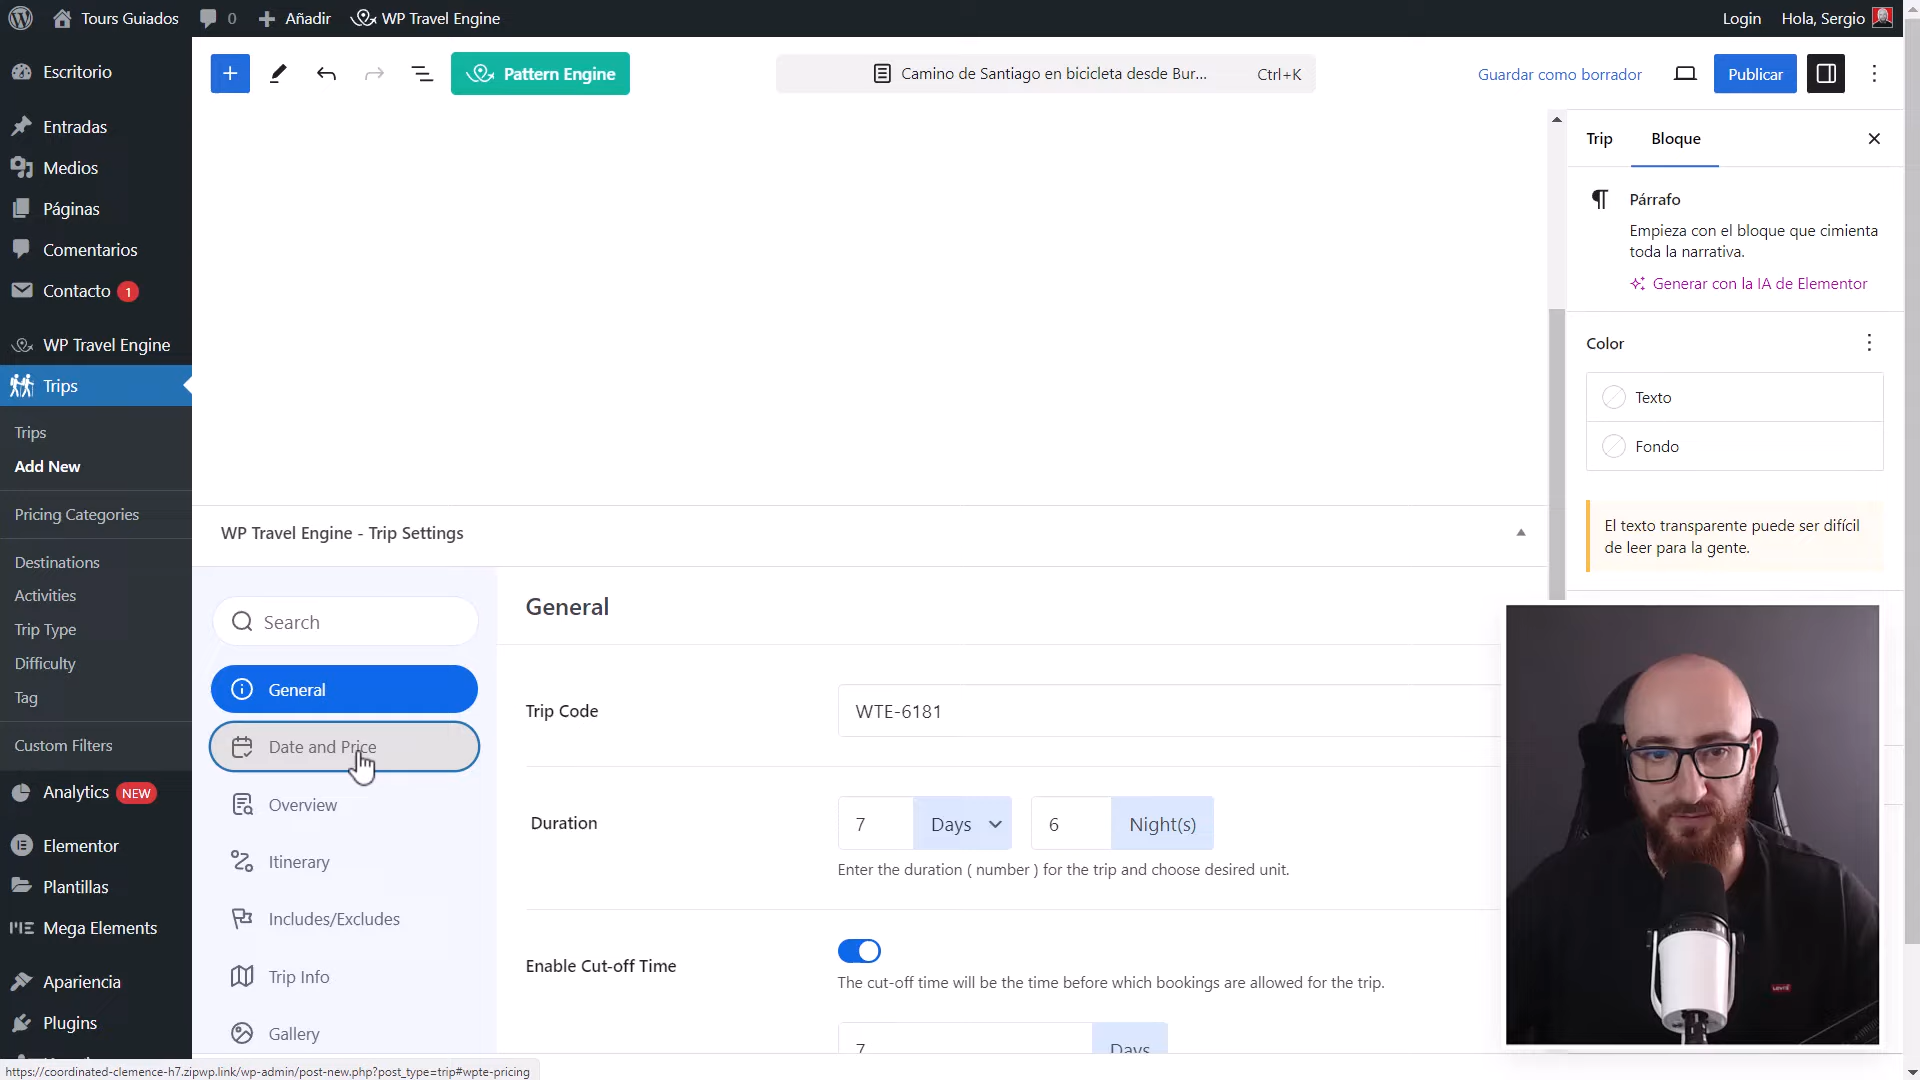 Tours Guiados
0
Añadir
WP Travel Engine
Login
Hola, Sergio
Escritorio
Entradas
Medios
Páginas
Comentarios
Contacto 1
WP Travel Engine
Trips
Trips
Add New
Pricing Categories
Destinations
Activities
Trip Type
Difficulty
Tag
Custom Filters
Analytics NEW
Elementor
Plantillas
Mega Elements
Apariencia
Plugins
Pattern Engine
Camino de Santiago en bicicleta desde Bur...
Ctrl+K
Guardar como borrador
Publicar
Trip
Bloque
Párrafo
Empieza con el bloque que cimienta
toda la narrativa.
Generar con la IA de Elementor
Color
Texto
Fondo
El texto transparente puede ser difícil
de leer para la gente.
WP Travel Engine - Trip Settings
Search
General
Date and Price
Overview
Itinerary
Includes/Excludes
Trip Info
Gallery
General
Trip Code
WTE-6181
Duration
7 Days 6 Night(s)
Enter the duration ( number ) for the trip and choose desired unit.
Enable Cut-off Time
The cut-off time will be the time before which bookings are allowed for the trip.
7 Days
https://coordinated-clemence-h7.zipwp.link/wp-admin/post-new.php?post_type=trip#wpte-pricing